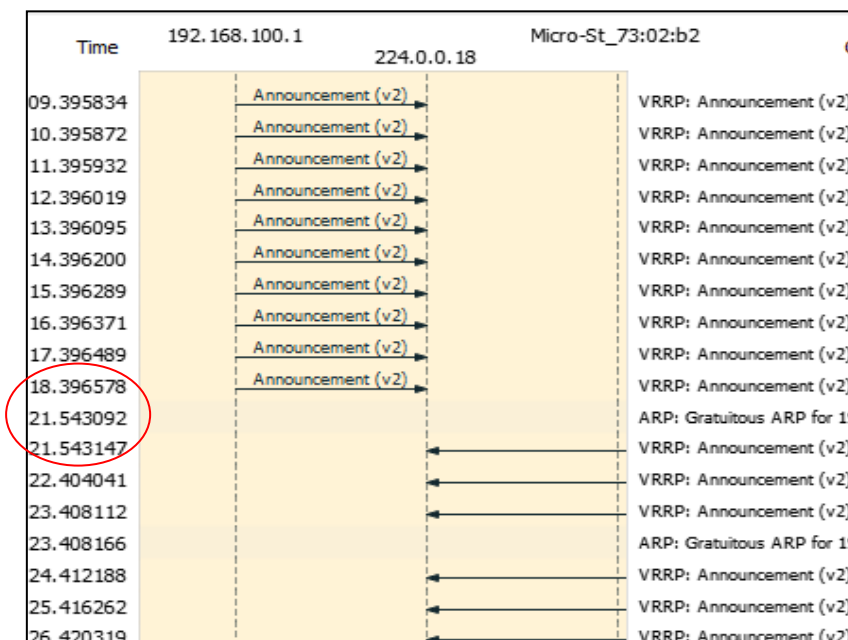 Time 192.168.100.1 224.0.0.18 Micro-St_73:02:b2
09.395834 Announcement (v2) VRRP: Announcement (v2)
10.395872 Announcement (v2) VRRP: Announcement (v2)
11.395932 Announcement (v2) VRRP: Announcement (v2)
12.396019 Announcement (v2) VRRP: Announcement (v2)
13.396095 Announcement (v2) VRRP: Announcement (v2)
14.396200 Announcement (v2) VRRP: Announcement (v2)
15.396289 Announcement (v2) VRRP: Announcement (v2)
16.396371 Announcement (v2) VRRP: Announcement (v2)
17.396489 Announcement (v2) VRRP: Announcement (v2)
18.396578 Announcement (v2) VRRP: Announcement (v2)
21.543092 ARP: Gratuitous ARP for
21.543147 VRRP: Announcement (v2)
22.404041 VRRP: Announcement (v2)
23.408112 VRRP: Announcement (v2)
23.408166 ARP: Gratuitous ARP for
24.412188 VRRP: Announcement (v2)
25.416262 VRRP: Announcement (v2)
26.420319 VRRP: Announcement (v2)